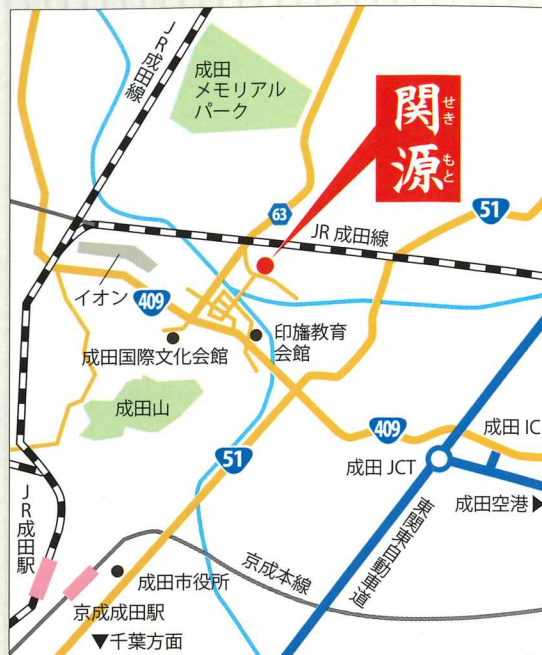 JR成田線
成田
メモリアル
パーク
関源
せきもと
63
51
JR 成田線
イオン
409
印旛教育
会館
成田国際文化会館
成田山
409
成田 IC
51
成田 JCT
成田空港▶
JR成田駅
東関東自動車道
成田市役所
京成本線
京成成田駅
▼千葉方面